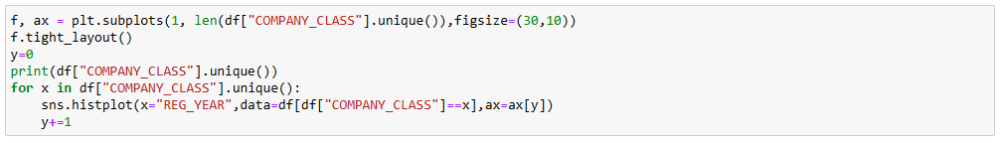 f, ax = plt.subplots(1, len(df["COMPANY_CLASS"].unique()),figsize=(30,10))
f.tight_layout()
y=0
print(df["COMPANY_CLASS"].unique())
for x in df["COMPANY_CLASS"].unique():
    sns.histplot(x="REG_YEAR",data=df[df["COMPANY_CLASS"]==x],ax=ax[y])
    y+=1